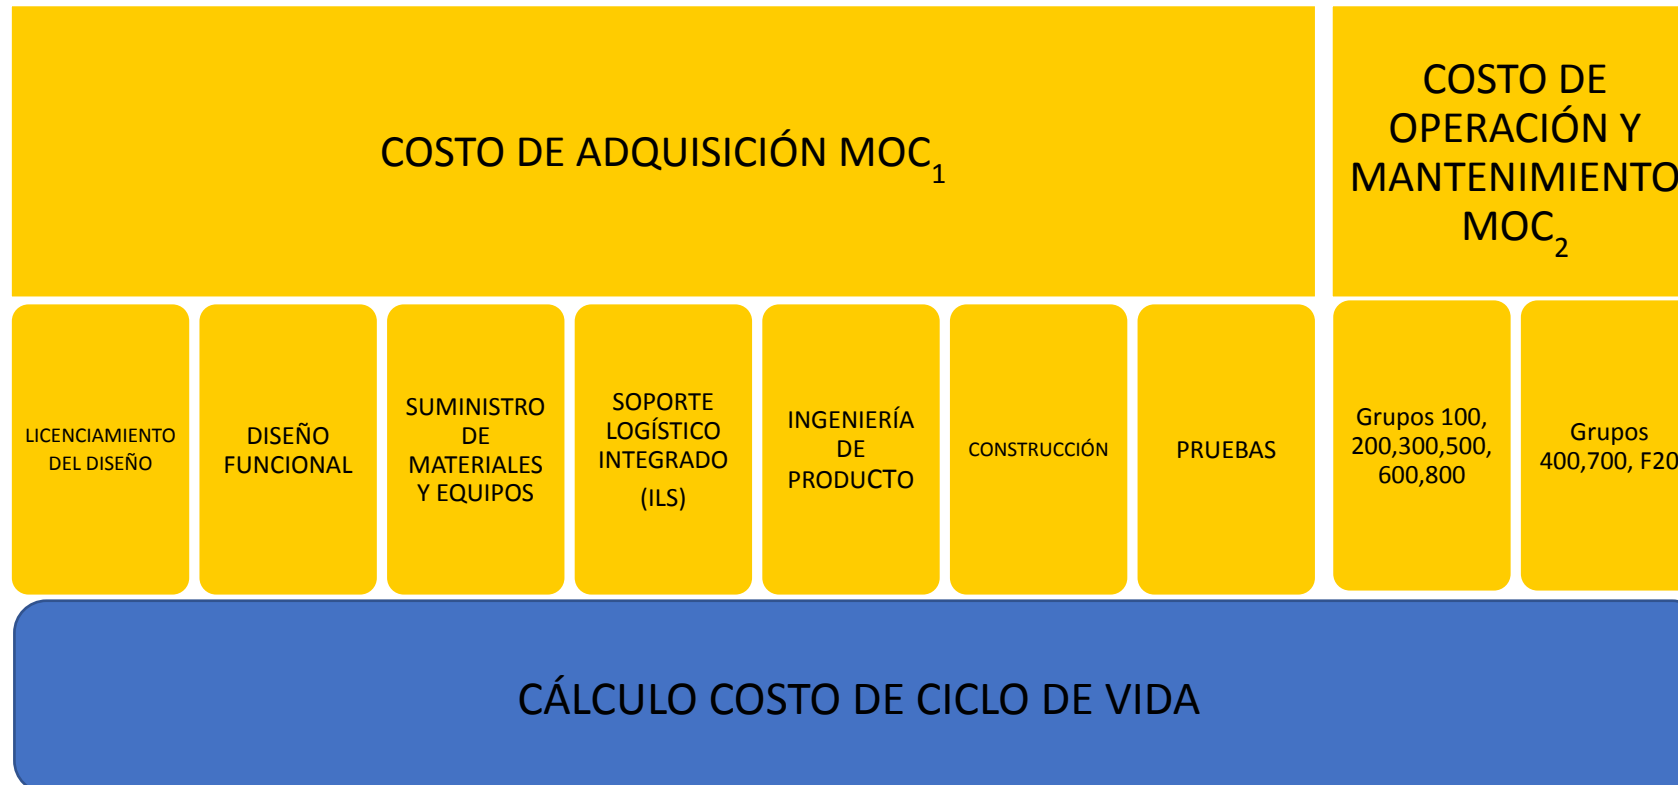 COSTO DE ADQUISICIÓN MOC1
COSTO DE
OPERACIÓN Y
MANTENIMIENTO
MOC2
LICENCIAMIENTO
DEL DISEÑO
DISEÑO
FUNCIONAL
SUMINISTRO
DE
MATERIALES
Y EQUIPOS
SOPORTE
LOGÍSTICO
INTEGRADO
(ILS)
INGENIERÍA
DE
PRODUCTO
CONSTRUCCIÓN
PRUEBAS
Grupos 100,
200,300,500,
600,800
Grupos
400,700, F20
CÁLCULO COSTO DE CICLO DE VIDA